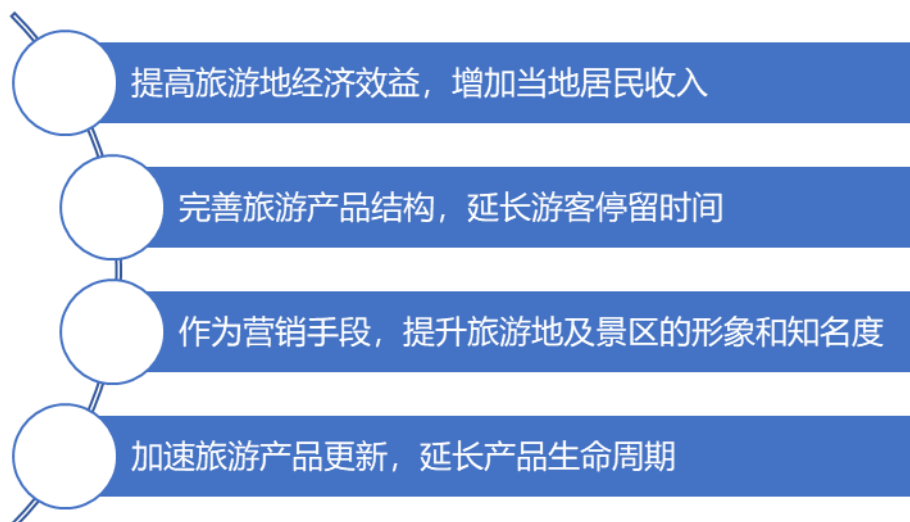 提高旅游地经济效益，增加当地居民收入
完善旅游产品结构，延长游客停留时间
作为营销手段，提升旅游地及景区的形象和知名度
加速旅游产品更新，延长产品生命周期